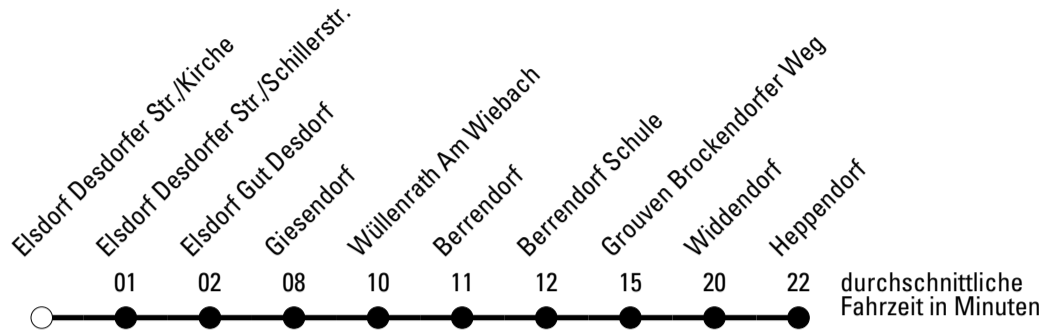 Elsdorf Desdorfer Str./Kirche
Elsdorf Desdorfer Str./Schillerstr.
Elsdorf Gut Desdorf
Giesendorf
Wüllenrath Am Wiebach
Berrendorf
Berrendorf Schule
Grouven Brockendorfer Weg
Widdendorf
Heppendorf
01 02 08 10 11 12 15 20 22 durchschnittliche
Fahrzeit in Minuten